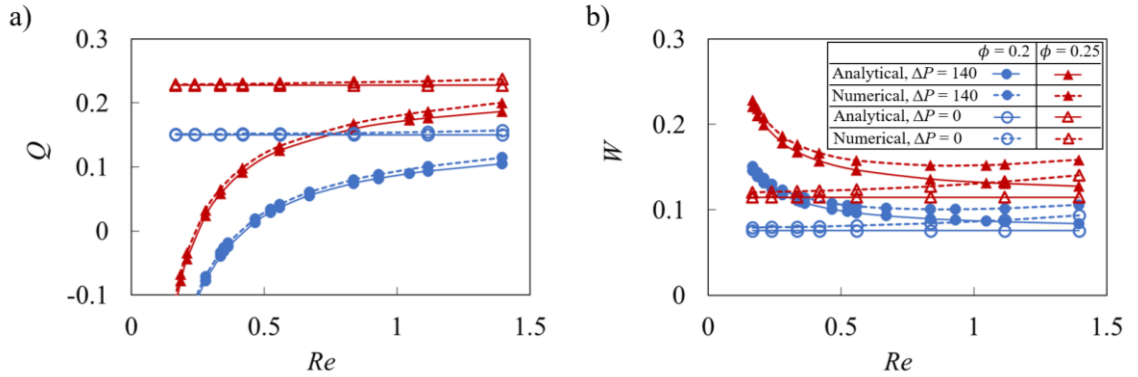 a)
Q
0.3
0.2
0.1
0
-0.1
0
0.5
1
1.5
Re
b)
W
0.3
0.2
0.1
0
0
0.5
1
1.5
Re
ϕ = 0.2 ϕ = 0.25
Analytical, ΔP = 140
Numerical, ΔP = 140
Analytical, ΔP = 0
Numerical, ΔP = 0